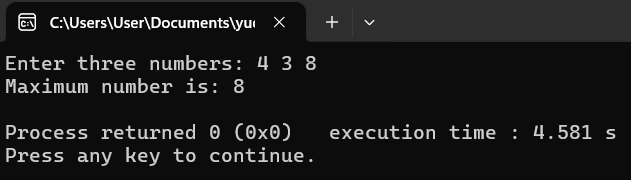 C:\Users\User\Documents\yu
Enter three numbers: 4 3 8
Maximum number is: 8
Process returned 0 (0x0)   execution time : 4.581 s
Press any key to continue.